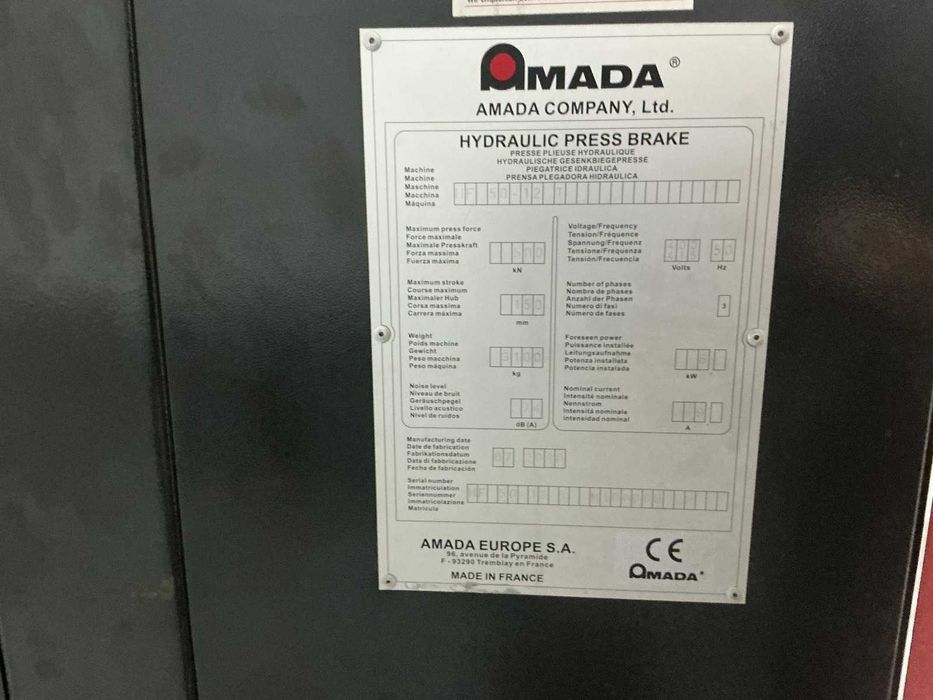 AMADA®
AMADA COMPANY, Ltd.
HYDRAULIC PRESS BRAKE
PRESSE PLIEUSE HYDRAULIQUE
HYDRAULISCHE GESENKBIEGEPRESSE
PIEGATRICE IDRAULICA
PRENSA PLEGADORA HIDRAULICA
Machine
Machine
Maschine
Macchina
Máquina
50-12
Maximum press force
Force maximale
Maximale Presskraft
Forza massima
Fuerza máxima
500
kN
Maximum stroke
Course maximum
Maximaler Hub
Corsa massima
Carrera máxima
150
mm
Weight
Poids machine
Gewicht
Peso macchina
Peso máquina
3100
kg
Noise level
Niveau de bruit
Geräuschpegel
Livello acustico
Nivel de ruidos
dB (A)
Voltage/Frequency
Tension/Fréquence
Spannung/Frequenz
Tensione/Frequenza
Tensión/Frecuencia
50
Volts
Hz
Number of phases
Nombre de phases
Anzahl der Phasen
Numero di fasi
Número de fases
3
Foreseen power
Puissance installée
Leitungsaufnahme
Potenza installata
Potencia instalada
kW
Nominal current
Intensité nominale
Nennstrom
Intensità nominale
Intensidad nominal
A
Manufacturing date
Date de fabrication
Fabrikationsdatum
Data di fabbricazione
Fecha de fabricación
07
Serial number
Immatriculation
Seriennummer
Immatricolazione
Matricula
AMADA EUROPE S.A.
96, avenue de la Pyramide
F - 93290 Tremblay en France
MADE IN FRANCE
CE
AMADA®